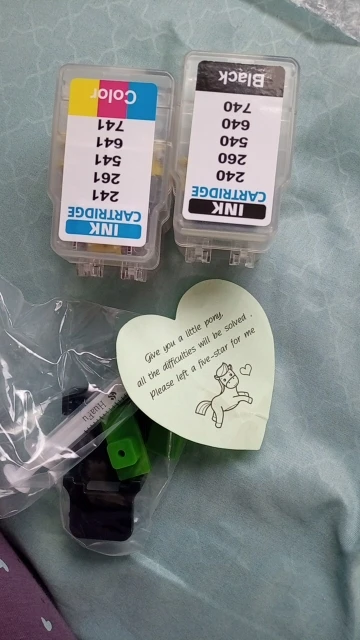 Color
741
641
541
261
241
CARTRIDGE
INK
Black
740
640
540
260
240
CARTRIDGE
INK
Give you a little pony,
all the difficulties will be solved .
Please left a five-star for me